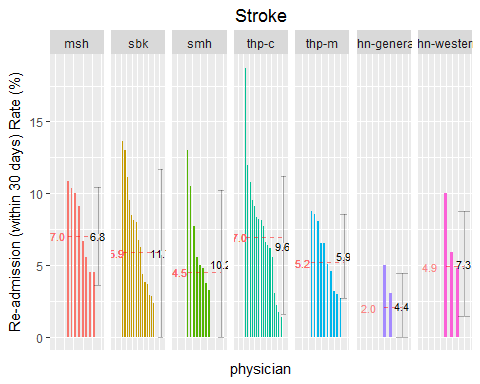 Stroke
msh sbk smh thp-c thp-m hn-genera hn-wester
Re-admission (within 30 days) Rate (%)
15
10
5
0
7.0 6.8 5.9 11. 4.5 10.2 7.0 9.6 5.2 5.9 2.0 4.4 4.9 7.3
physician